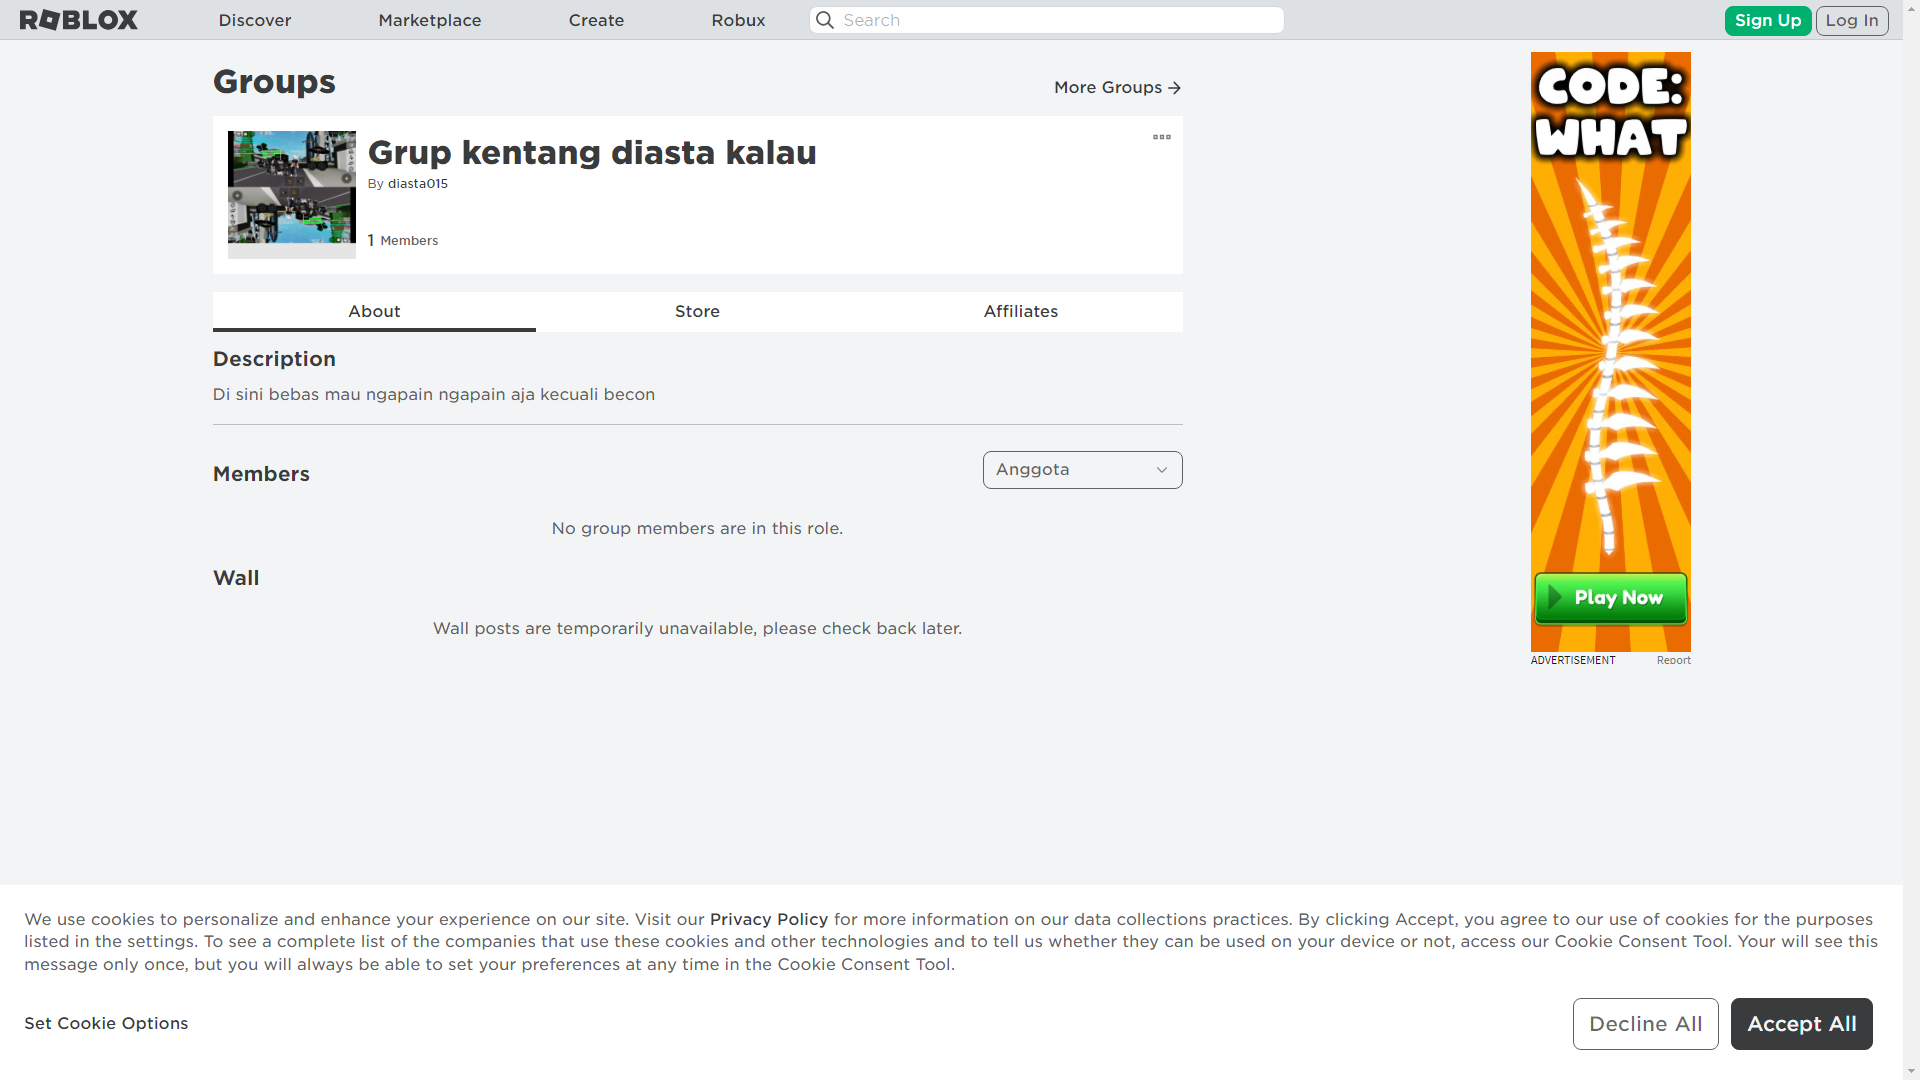 ROBLOX
Discover
Marketplace
Create
Robux
Search
Sign Up
Log In
Groups
More Groups
Grup kentang diasta kalau
By diasta015
1 Members
About
Store
Affiliates
Description
Di sini bebas mau ngapain ngapain aja kecuali becon
Members
Anggota
No group members are in this role.
Wall
Wall posts are temporarily unavailable, please check back later.
CODE:
WHAT
Play Now
ADVERTISEMENT
Report
We use cookies to personalize and enhance your experience on our site. Visit our Privacy Policy for more information on our data collections practices. By clicking Accept, you agree to our use of cookies for the purposes
listed in the settings. To see a complete list of the companies that use these cookies and other technologies and to tell us whether they can be used on your device or not, access our Cookie Consent Tool. Your will see this
message only once, but you will always be able to set your preferences at any time in the Cookie Consent Tool.
Set Cookie Options
Decline All
Accept All